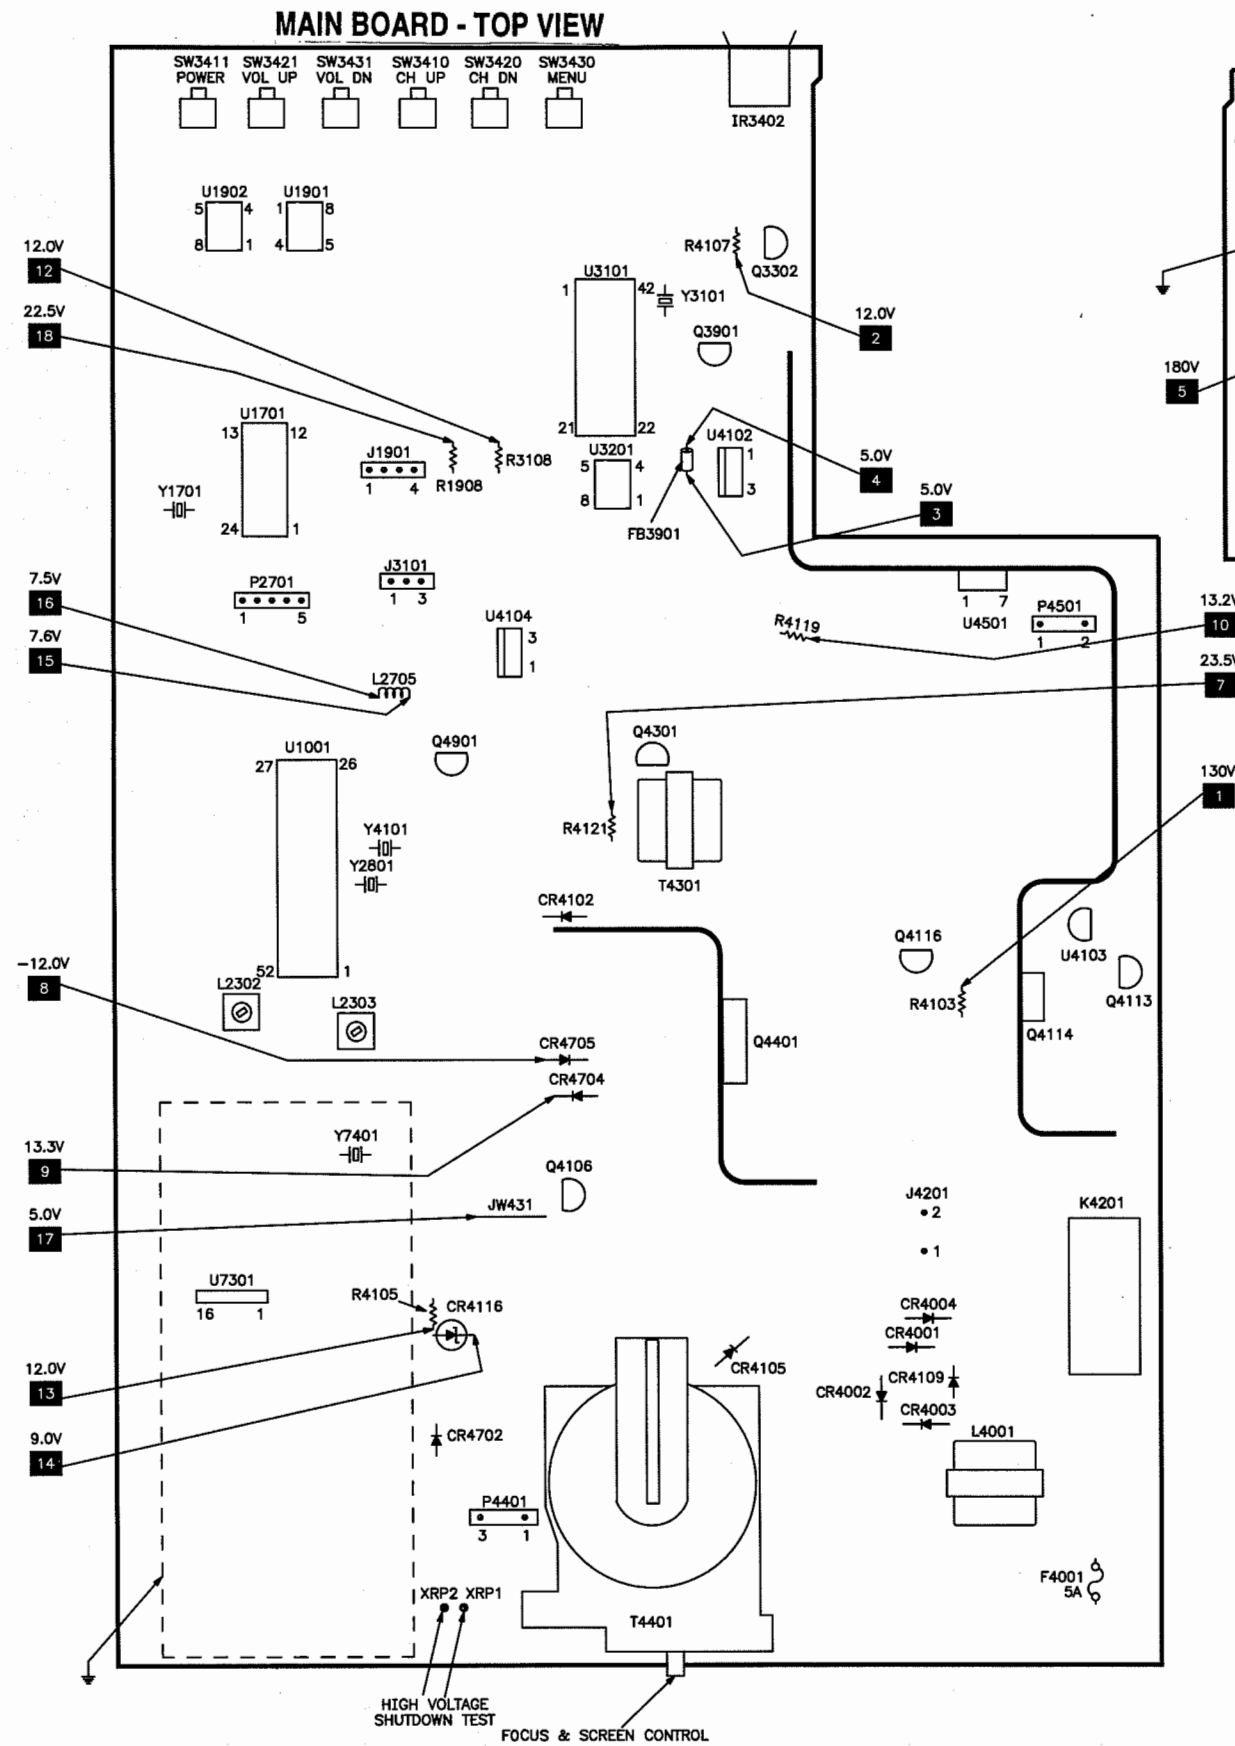 MAIN BOARD - TOP VIEW
SW3411 SW3421 SW3431 SW3410 SW3420 SW3430
POWER VOL UP VOL DN CH UP CH DN MENU
IR3402
U1902 U1901
5 4 1 8
8 1 4 5
12.0V
12
22.5V
18
R4107
Q3302
U3101
1 42
Y3101
12.0V
2
Q3901
180V
5
U1701
13 12
21 22
U4102
1
3
J1901
1 4
R1908
R3108
U3201
5 4
8 1
5.0V
4
5.0V
3
Y1701
24 1
FB3901
J3101
1 3
P2701
1 5
7.5V
16
7.6V
15
U4104
3
1
1 7
U4501
P4501
1 2
R4119
13.2V
10
23.5V
7
L2705
Q4901
Q4301
U1001
27 26
130V
1
R4121
Y4101
Y2801
T4301
CR4102
Q4116
U4103
52 1
-12.0V
8
L2302
L2303
R4103
Q4113
Q4114
Q4401
CR4705
CR4704
Y7401
13.3V
9
Q4106
5.0V
17
JW431
J4201
2
1
K4201
U7301
16 1
R4105
CR4116
CR4004
CR4001
12.0V
13
CR4105
CR4109
CR4002
CR4003
9.0V
14
CR4702
L4001
P4401
3 1
F4001
5A
XRP2 XRP1
T4401
HIGH VOLTAGE
SHUTDOWN TEST
FOCUS & SCREEN CONTROL